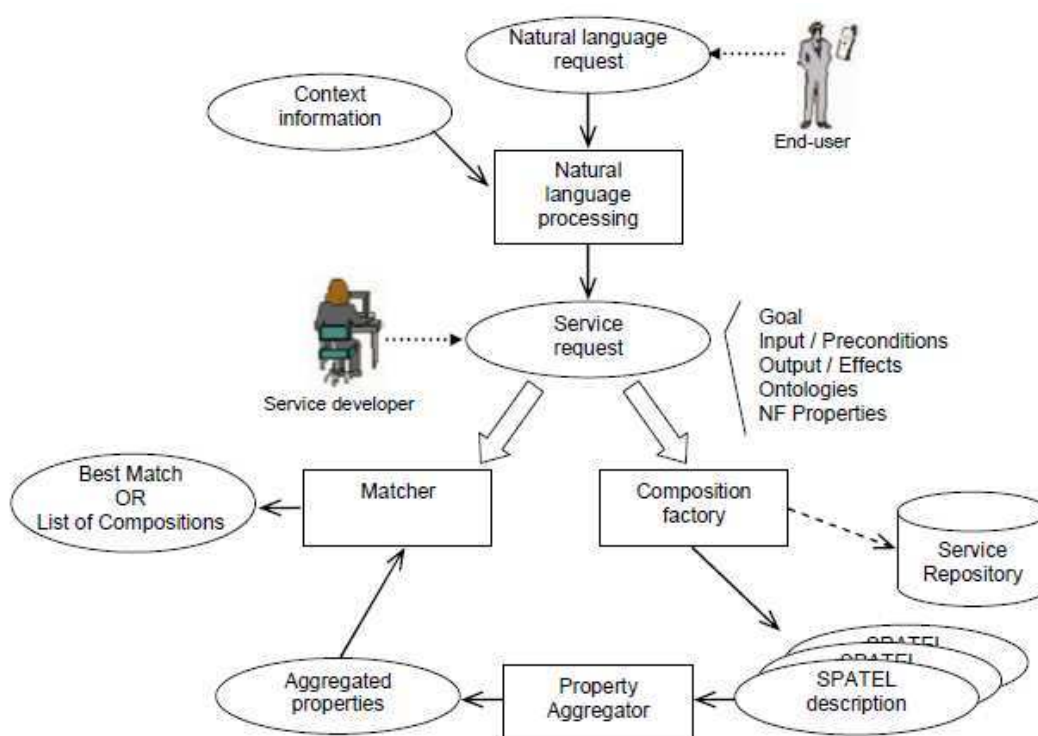 Natural language
request
Context
information
End-user
Natural
language
processing
Service
request
Goal
Input / Preconditions
Output / Effects
Ontologies
NF Properties
Service developer
Best Match
OR
List of Compositions
Matcher
Composition
factory
Service
Repository
SPATEL
SPATEL
SPATEL
description
Property
Aggregator
Aggregated
properties